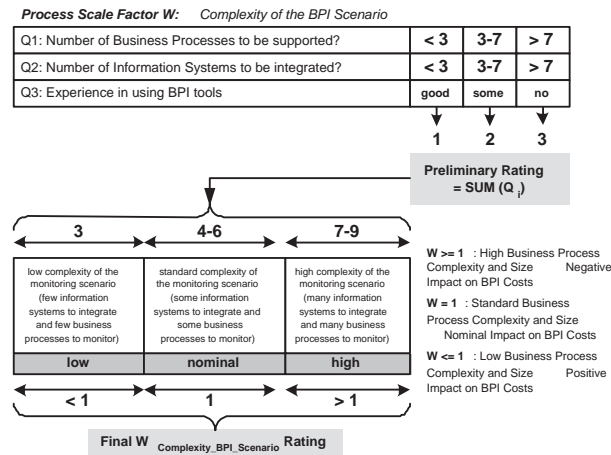 Process Scale Factor W: Complexity of the BPI Scenario
Q1: Number of Business Processes to be supported? < 3 3-7 > 7
Q2: Number of Information Systems to be integrated? < 3 3-7 > 7
Q3: Experience in using BPI tools good some no
1 2 3
Preliminary Rating
= SUM (Q i)
3 4-6 7-9
low complexity of the
monitoring scenario
(few information
systems to integrate
and few business
processes to monitor)
standard complexity of
the monitoring scenario
(some information
systems to integrate and
some business
processes to monitor)
high complexity of the
monitoring scenario
(many information
systems to integrate
and many business
processes to monitor)
low nominal high
< 1 1 > 1
Final W Complexity_BPI_Scenario Rating
W >= 1 : High Business Process
Complexity and Size Negative
Impact on BPI Costs
W = 1 : Standard Business
Process Complexity and Size
Nominal Impact on BPI Costs
W <= 1 : Low Business Process
Complexity and Size Positive
Impact on BPI Costs